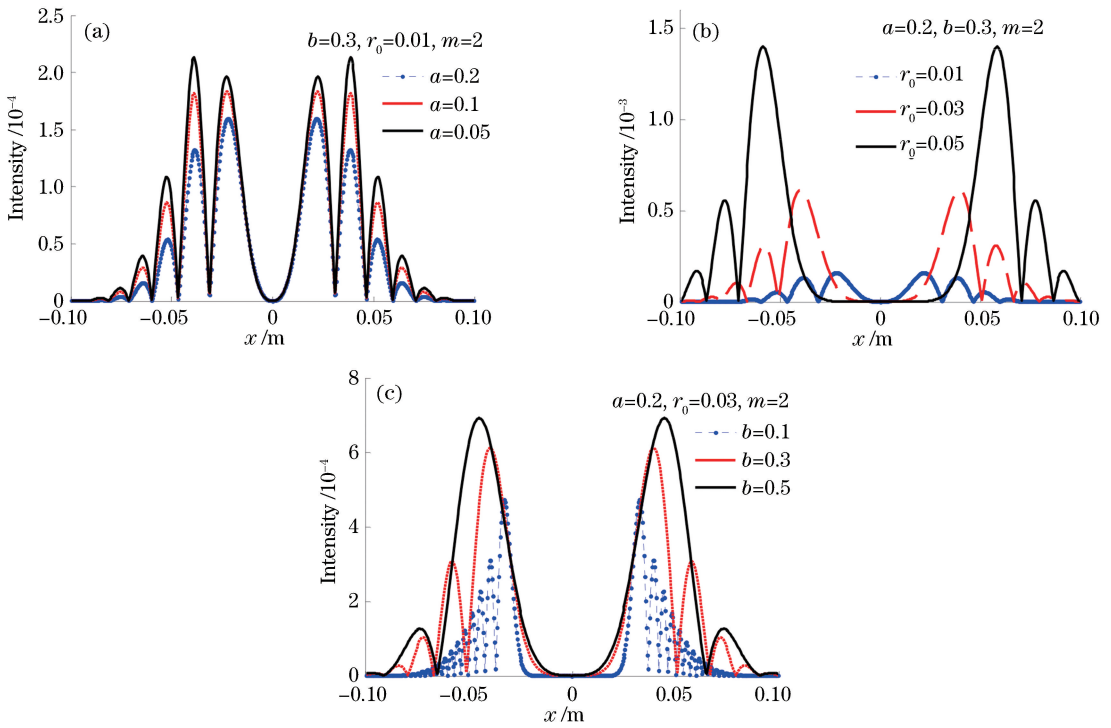 (a)
b=0.3, r₀=0.01, m=2
a=0.2
a=0.1
a=0.05
2.5
2.0
1.5
1.0
0.5
0
Intensity /10⁻⁴
−0.10
−0.05
0
0.05
0.10
x /m
(b)
a=0.2, b=0.3, m=2
r₀=0.01
r₀=0.03
r₀=0.05
1.5
1.0
0.5
0
Intensity /10⁻³
−0.10
−0.05
0
0.05
0.10
x /m
(c)
a=0.2, r₀=0.03, m=2
b=0.1
b=0.3
b=0.5
8
6
4
2
0
Intensity /10⁻⁴
−0.10
−0.05
0
0.05
0.10
x /m